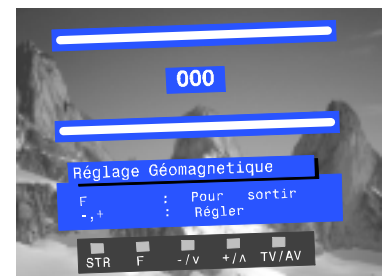 000
Réglage Géomagnetique
F : Pour sortir
-,+ : Régler
STR F -/v +/ʌ TV/AV